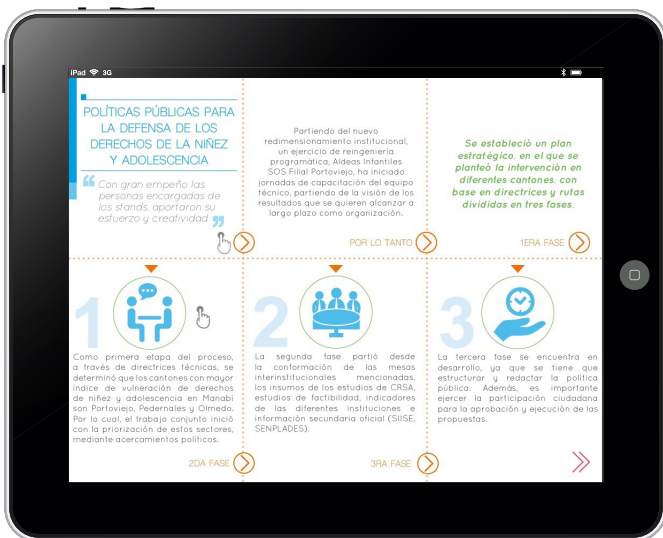 iPad 3G
POLÍTICAS PÚBLICAS PARA
LA DEFENSA DE LOS
DERECHOS DE LA NIÑEZ
Y ADOLESCENCIA
“ Con gran empeño las
personas encargadas de
los stands, aportaron su
esfuerzo y creatividad ”
Partiendo del nuevo
redimensionamiento institucional,
un ejercicio de reingeniería
programática, Aldeas Infantiles
SOS Filial Portoviejo, ha iniciado
jornadas de capacitación del equipo
técnico, partiendo de la visión de los
resultados que se quieren alcanzar a
largo plazo como organización.
POR LO TANTO
Se estableció un plan
estratégico, en el que se
planteó la intervención en
diferentes cantones, con
base en directrices y rutas
divididas en tres fases.
1ERA FASE
1
Como primera etapa del proceso,
a través de directrices técnicas, se
determinó que los cantones con mayor
índice de vulneración de derechos
de niñez y adolescencia en Manabí
son Portoviejo, Pedernales y Olmedo.
Por lo cual, el trabajo conjunto inició
con la priorización de estos sectores,
mediante acercamientos políticos.
2DA FASE
2
La segunda fase partió desde
la conformación de las mesas
interinstitucionales mencionadas,
los insumos de los estudios de CRSA,
estudios de factibilidad, indicadores
de las diferentes instituciones e
información secundaria oficial (SIISE,
SENPLADES).
3RA FASE
3
La tercera fase se encuentra en
desarrollo, ya que se tiene que
estructurar y redactar la política
pública. Además, es importante
ejercer la participación ciudadana
para la aprobación y ejecución de las
propuestas.